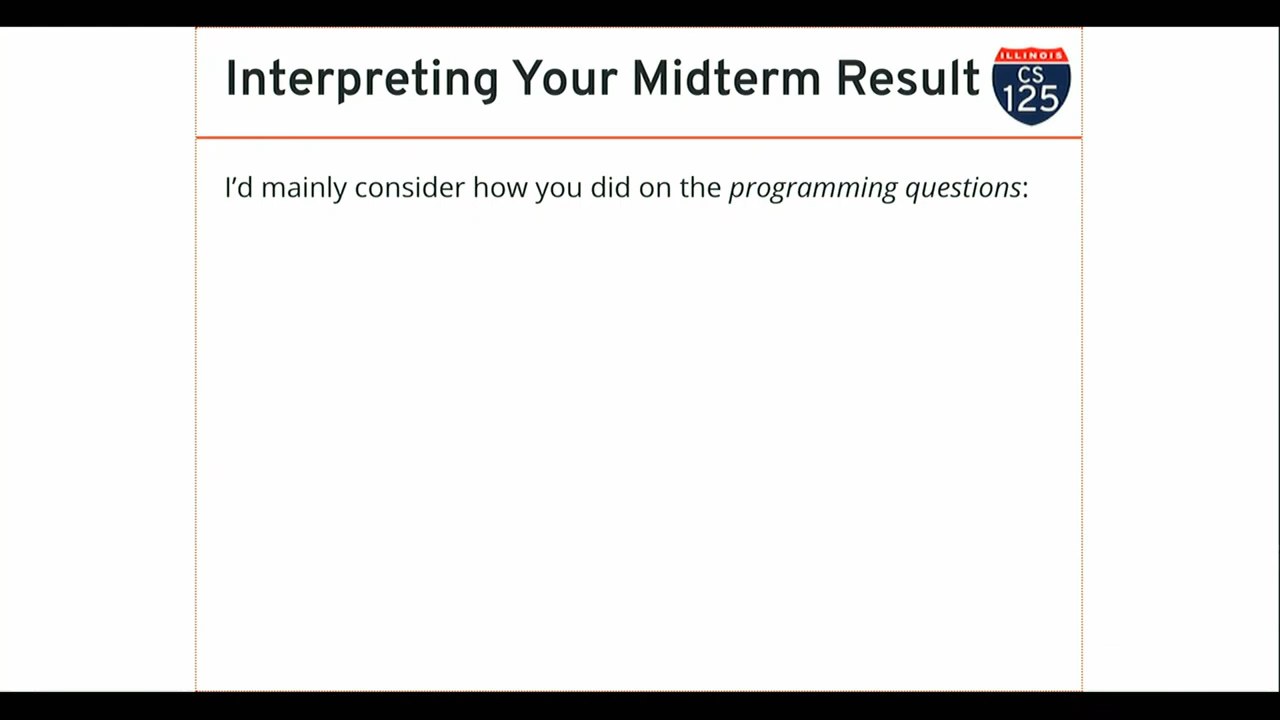 Interpreting Your Midterm Result
ILLINOIS
CS
125
I'd mainly consider how you did on the programming questions: